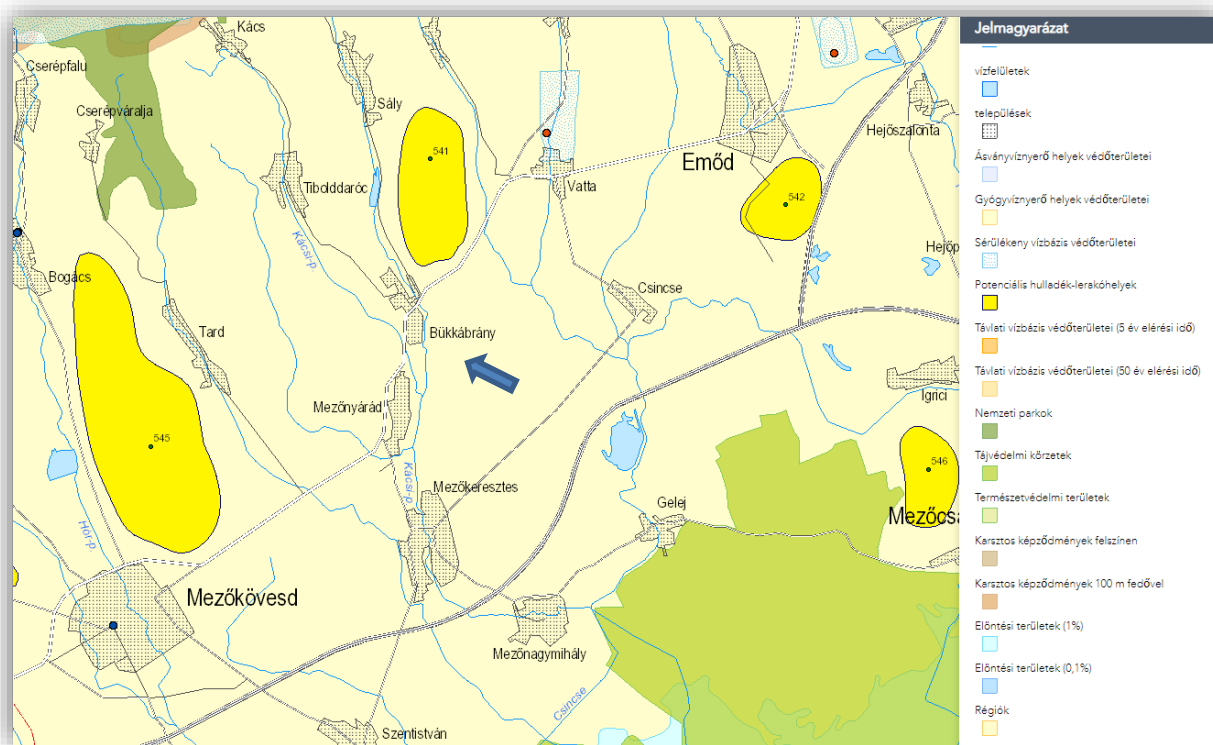 Kács
Cserépfalu
Cserépváralja
Sály
541
Hejőszalonta
Emőd
Tibolddaróc
Vatta
542
Kácsi-p.
Hejőp
Bogács
Csincse
Tard
Bükkábrány
Igrici
Mezőnyárád
545
546
Kácsi-p.
Mezőkeresztes
Gelej
Mezőcsá
Hór-p.
Mezőkövesd
Mezőnagymihály
Csincse
Szentistván
Jelmagyarázat
vízfelületek
települések
Ásványvíznyerő helyek védőterületei
Gyógyvíznyerő helyek védőterületei
Sérülékeny vízbázis védőterületei
Potenciális hulladék-lerakóhelyek
Távlati vízbázis védőterületei (5 év elérési idő)
Távlati vízbázis védőterületei (50 év elérési idő)
Nemzeti parkok
Tájvédelmi körzetek
Természetvédelmi területek
Karsztos képződmények felszínen
Karsztos képződmények 100 m fedővel
Elöntési területek (1%)
Elöntési területek (0,1%)
Régiók